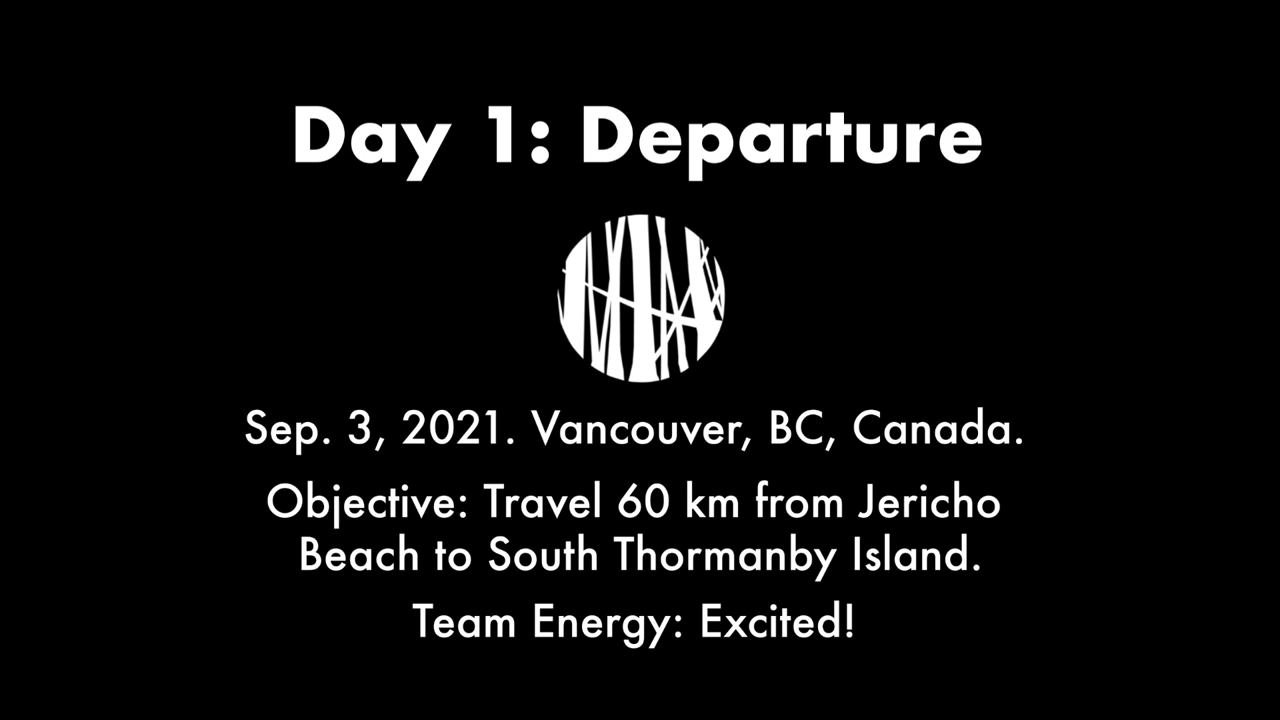 Day 1: Departure
Sep. 3, 2021. Vancouver, BC, Canada.
Objective: Travel 60 km from Jericho
Beach to South Thormanby Island.
Team Energy: Excited!